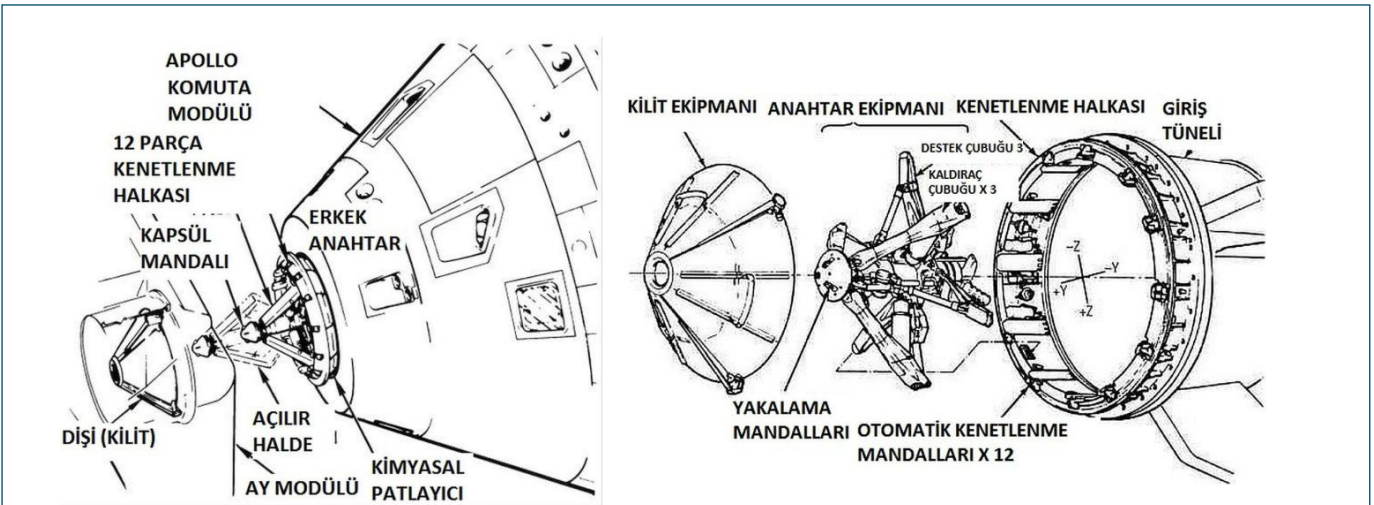 APOLLO
KOMUTA
MODÜLÜ
12 PARÇA
KENETLENME
HALKASI
KAPSÜL
MANDALI
ERKEK
ANAHTAR
DİŞİ (KİLİT)
AÇILIR
HALDE
AY MODÜLÜ
KİMYASAL
PATLAYICI
KİLİT EKİPMANI
ANAHTAR EKİPMANI
KENETLENME HALKASI
GİRİŞ
TÜNELİ
DESTEK ÇUBUĞU 3
KALDIRAÇ
ÇUBUĞU X 3
–Z
–Y
+Y
+Z
YAKALAMA
MANDALLARI
OTOMATİK KENETLENME
MANDALLARI X 12